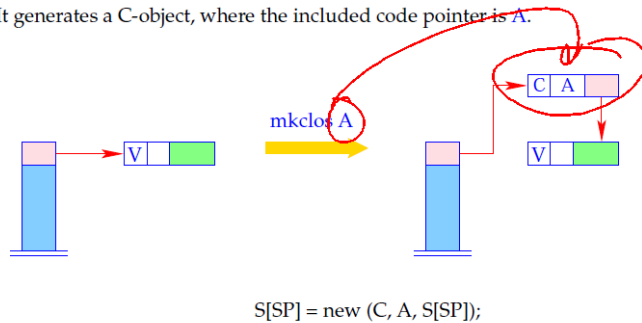 It generates a C-object, where the included code pointer is A.
C A
mkclos A
V
V
S[SP] = new (C, A, S[SP]);